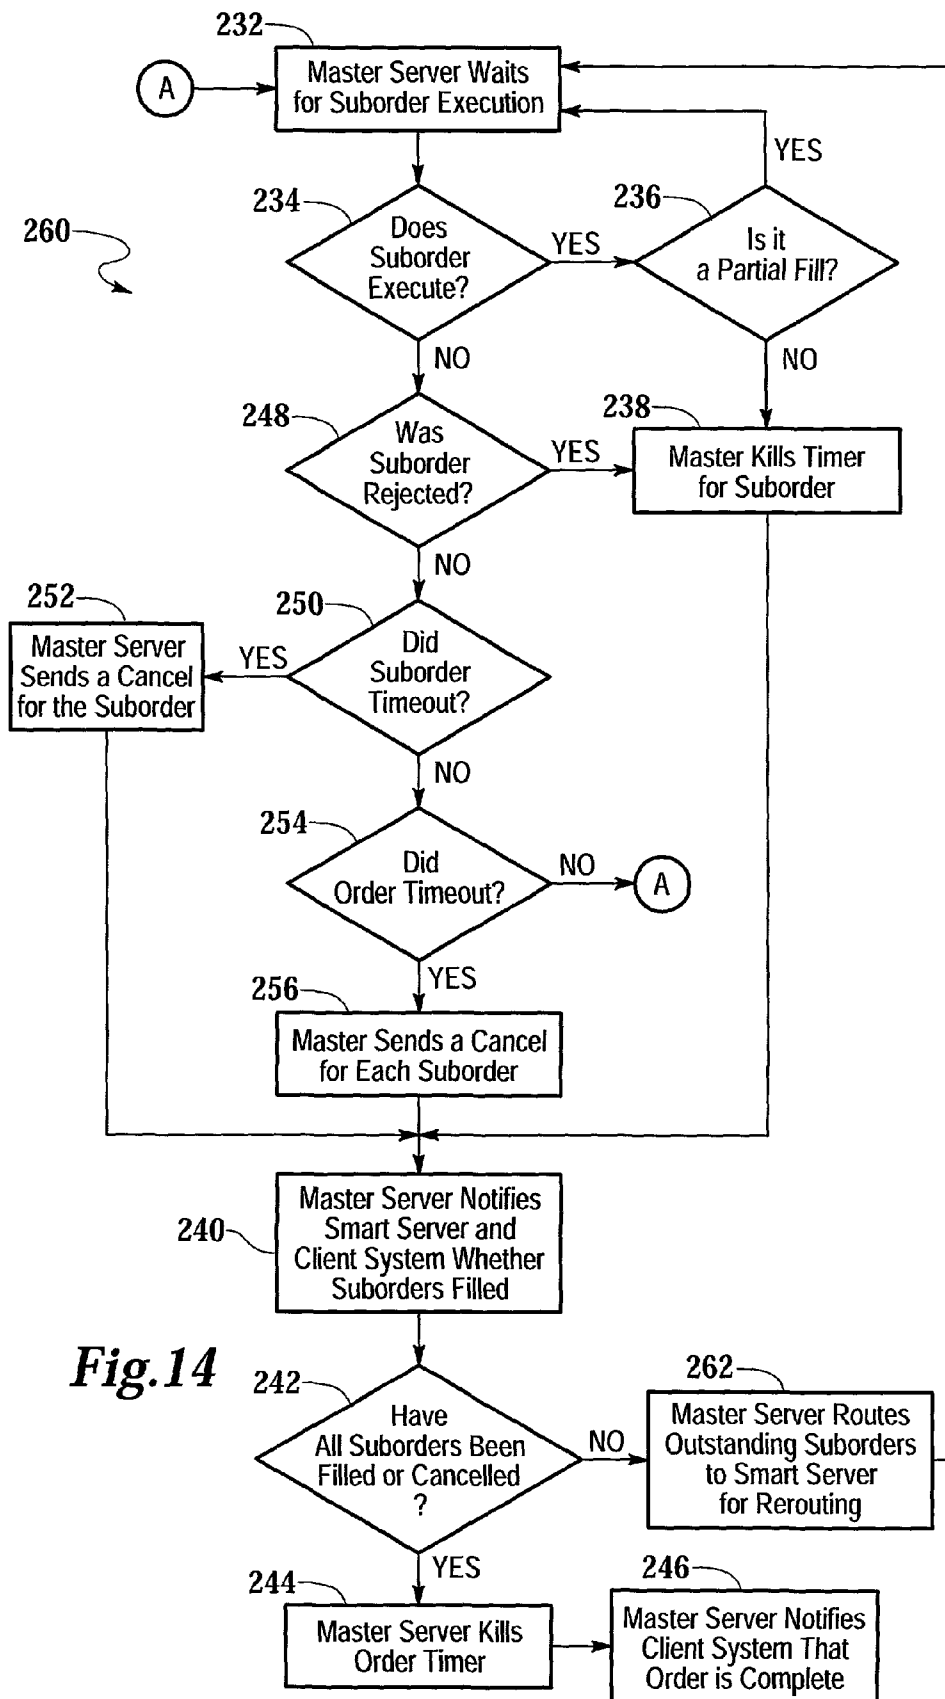 232
Master Server Waits
for Suborder Execution
A
YES
234
Does
Suborder
Execute?
YES
236
Is it
a Partial Fill?
260
NO
NO
248
Was
Suborder
Rejected?
YES
238
Master Kills Timer
for Suborder
NO
252
Master Server
Sends a Cancel
for the Suborder
YES
250
Did
Suborder
Timeout?
NO
254
Did
Order Timeout?
NO
A
YES
256
Master Sends a Cancel
for Each Suborder
240
Master Server Notifies
Smart Server and
Client System Whether
Suborders Filled
Fig.14
242
Have
All Suborders Been
Filled or Cancelled
?
NO
262
Master Server Routes
Outstanding Suborders
to Smart Server
for Rerouting
YES
244
Master Server Kills
Order Timer
246
Master Server Notifies
Client System That
Order is Complete